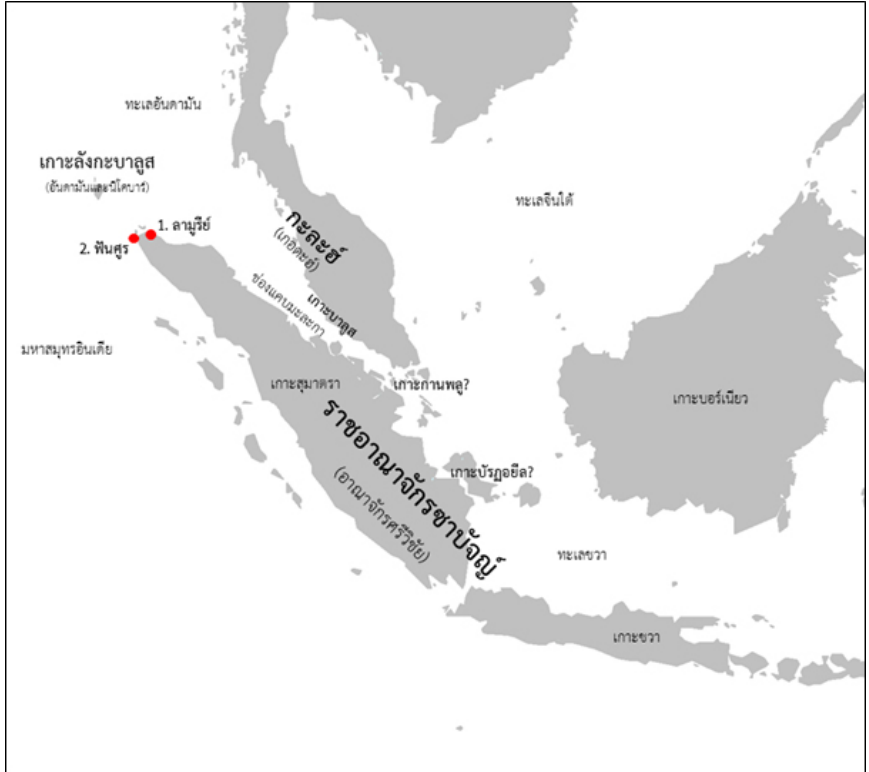 ทะเลอันดามัน
เกาะลังกะบาลูส
(อันดามันและนิโคบาร์)
1. ลามูรีย์
2. ฟันศูร
กะละฮ์
(เกอิดะฮ์)
ทะเลจีนใต้
ช่องแคบมะละกา
เกาะบาลูส
มหาสมุทรอินเดีย
เกาะสุมาตรา
เกาะกานพลู?
เกาะบอร์เนียว
ราชอาณาจักรซาบัจญ์
(อาณาจักรศรีวิชัย)
เกาะบัรฏอยีล?
ทะเลชวา
เกาะชวา